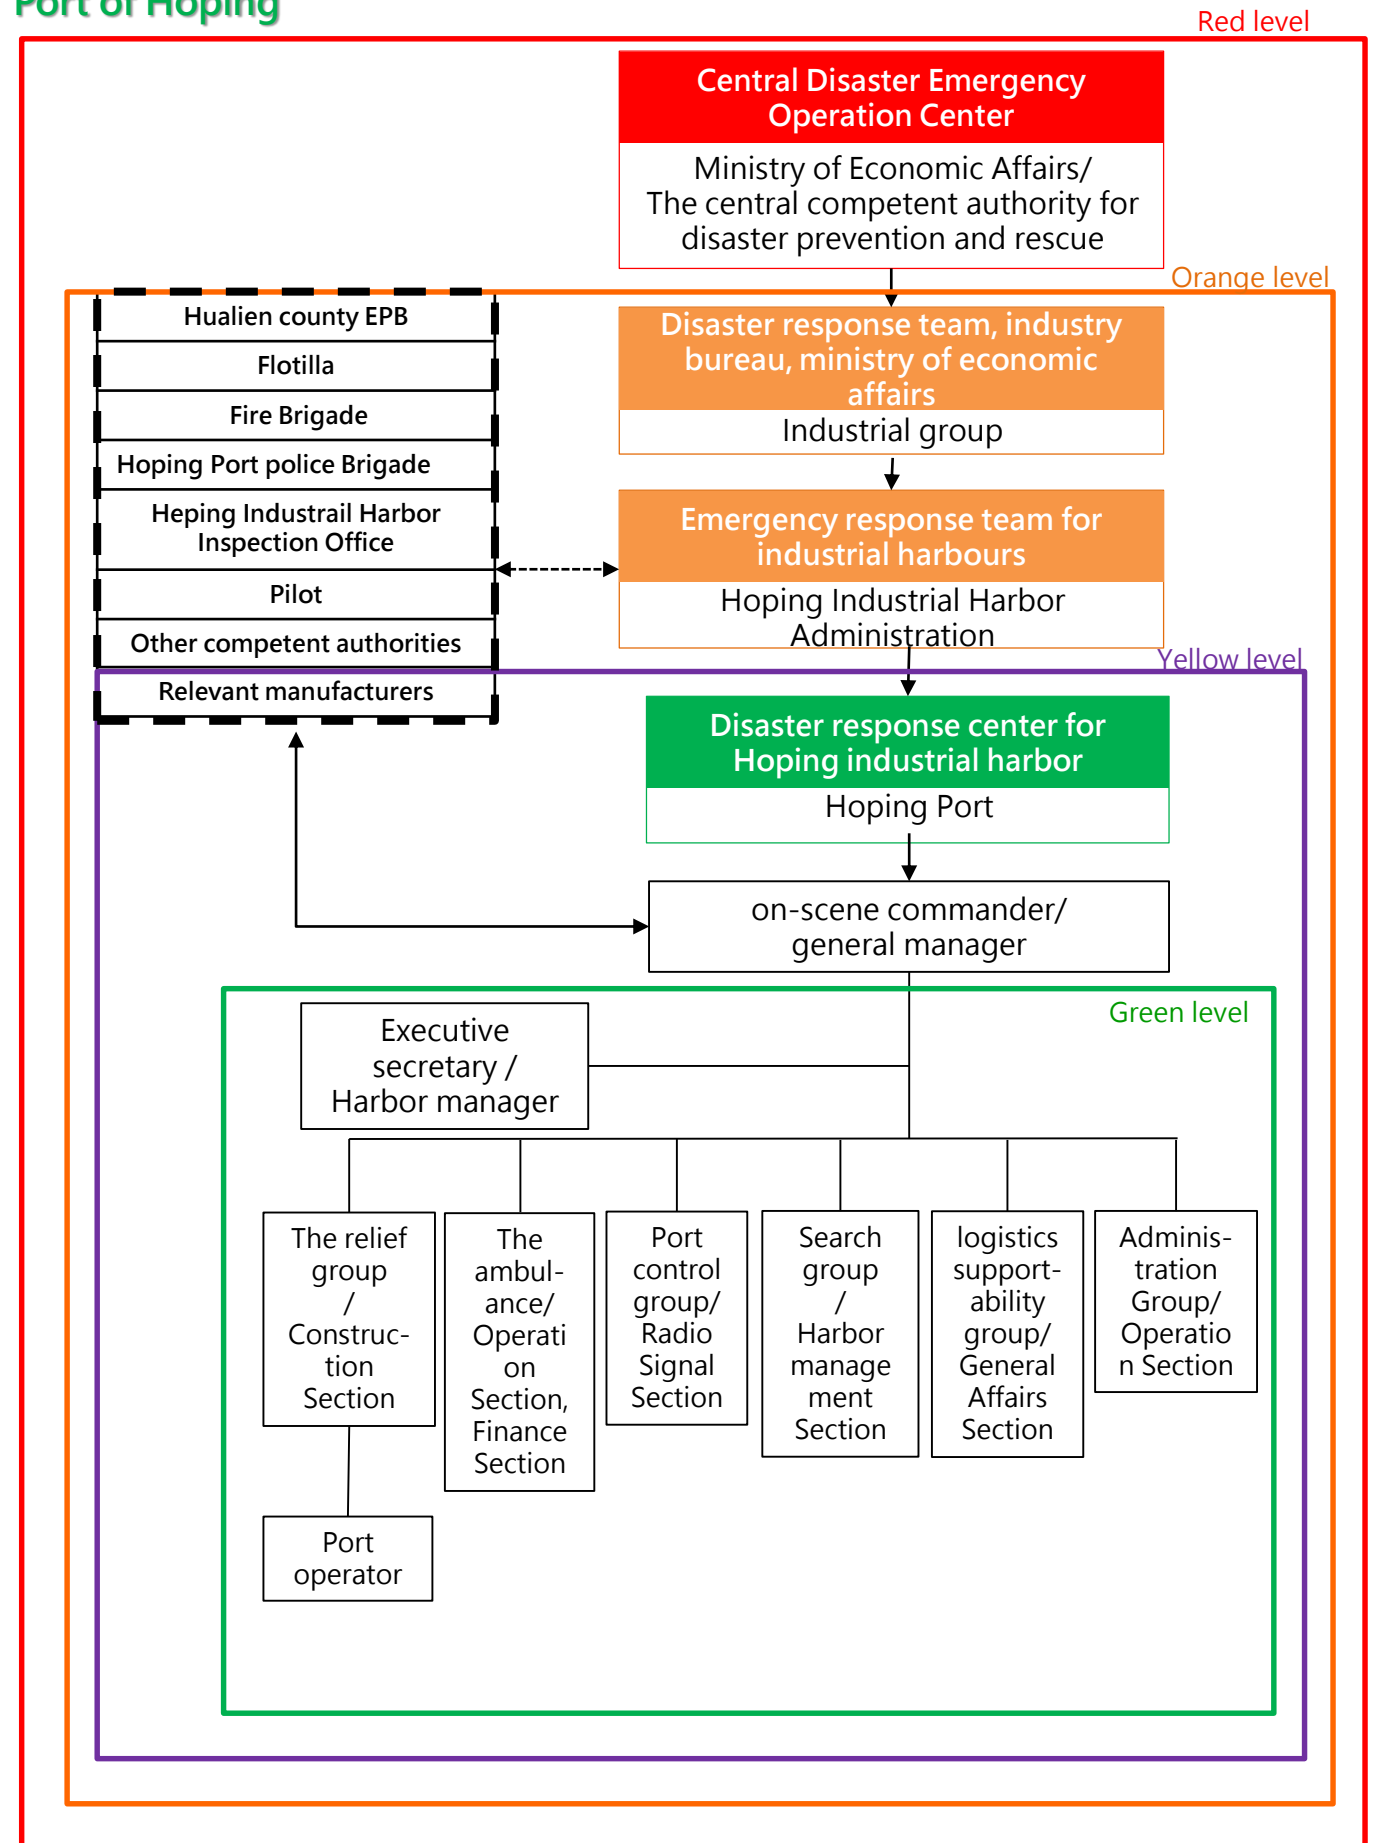 Port of Hoping
Red level
Central Disaster Emergency
Operation Center
Ministry of Economic Affairs/
The central competent authority for
disaster prevention and rescue
Orange level
Hualien county EPB
Flotilla
Fire Brigade
Hoping Port police Brigade
Heping Industrail Harbor
Inspection Office
Pilot
Other competent authorities
Relevant manufacturers
Disaster response team, industry
bureau, ministry of economic
affairs
Industrial group
Emergency response team for
industrial harbours
Hoping Industrial Harbor
Administration
Yellow level
Disaster response center for
Hoping industrial harbor
Hoping Port
on-scene commander/
general manager
Green level
Executive
secretary /
Harbor manager
The relief
group
/
Construc-
tion
Section
The
ambul-
ance/
Operati
on
Section,
Finance
Section
Port
control
group/
Radio
Signal
Section
Search
group
/
Harbor
manage
ment
Section
logistics
support-
ability
group/
General
Affairs
Section
Adminis-
tration
Group/
Operatio
n Section
Port
operator